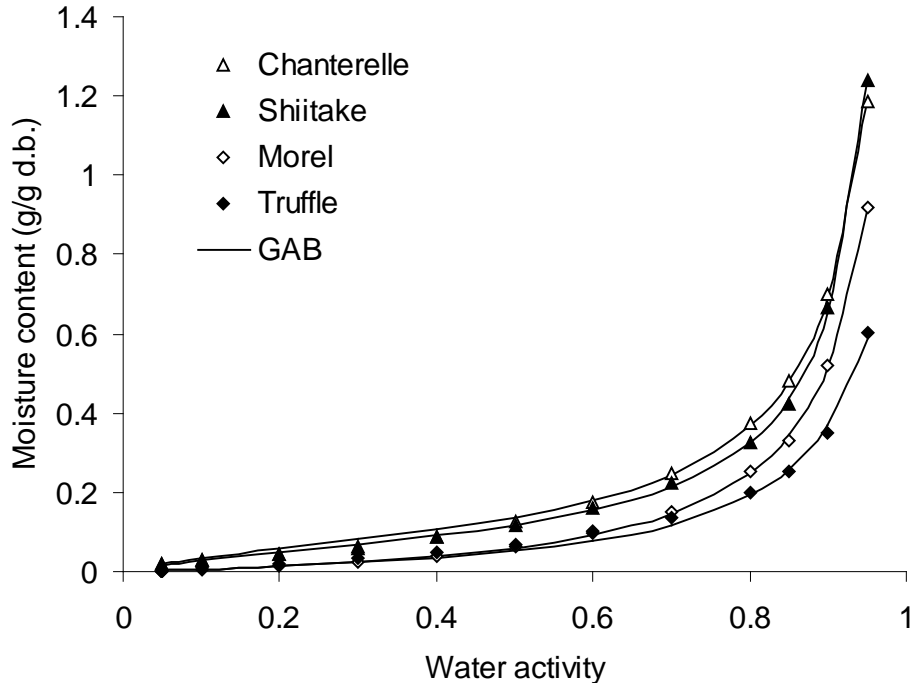 1.4
1.2
1
0.8
0.6
0.4
0.2
0
Moisture content (g/g d.b.)
Chanterelle
Shiitake
Morel
Truffle
GAB
0 0.2 0.4 0.6 0.8 1
Water activity